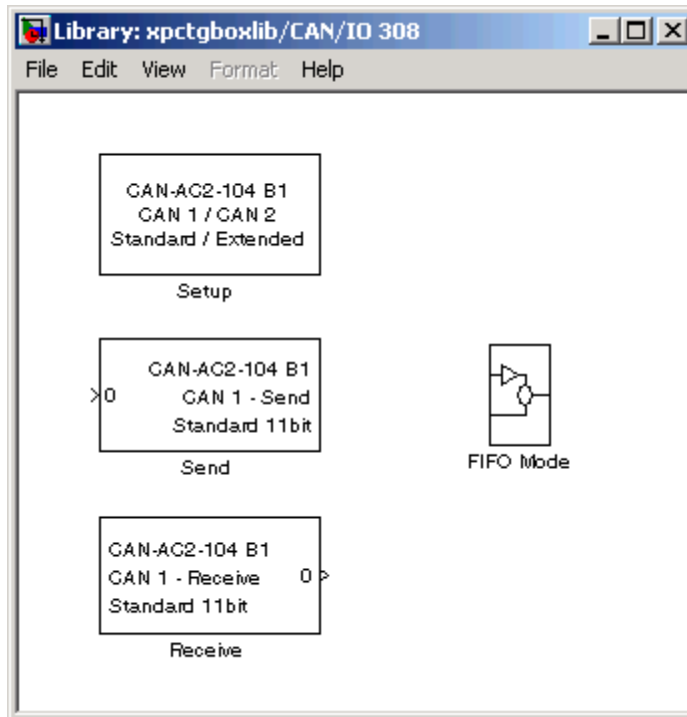 Library: xpctgboxlib/CAN/IO 308
File Edit View Format Help
CAN-AC2-104 B1
CAN 1 / CAN 2
Standard / Extended
Setup
CAN-AC2-104 B1
0 CAN 1 - Send
Standard 11bit
Send
FIFO Mode
CAN-AC2-104 B1
CAN 1 - Receive 0
Standard 11bit
Receive